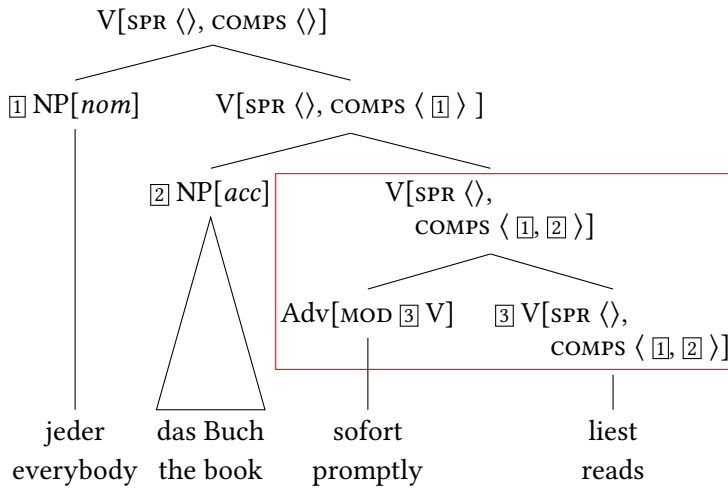 V[SPR ⟨⟩, COMPS ⟨⟩]
1 NP[nom] V[SPR ⟨⟩, COMPS ⟨ 1 ⟩ ]
2 NP[acc] V[SPR ⟨⟩,
COMPS ⟨ 1, 2 ⟩]
Adv[MOD 3 V] 3 V[SPR ⟨⟩,
COMPS ⟨ 1, 2 ⟩]
jeder das Buch sofort liest
everybody the book promptly reads